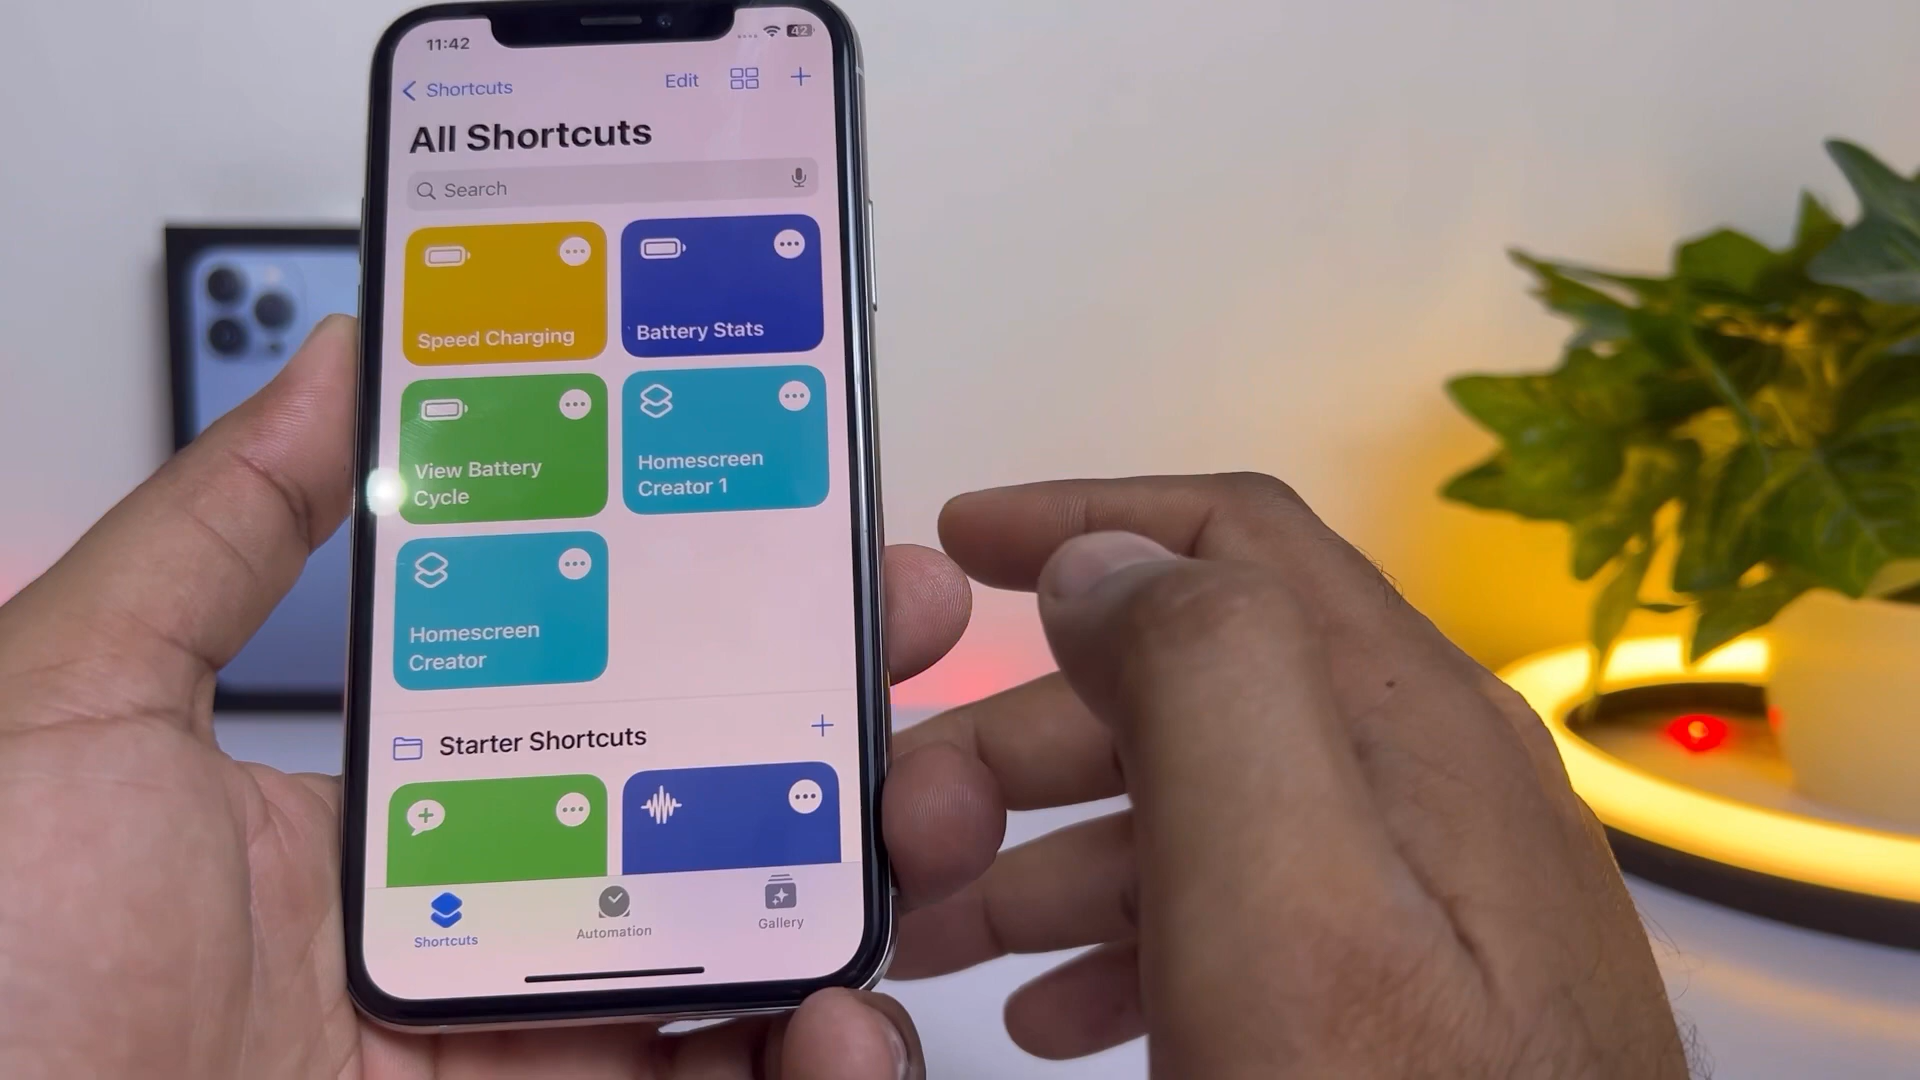 11:42
42
Shortcuts
Edit
All Shortcuts
Search
Speed Charging
Battery Stats
View Battery
Cycle
Homescreen
Creator 1
Homescreen
Creator
Starter Shortcuts
Shortcuts
Automation
Gallery